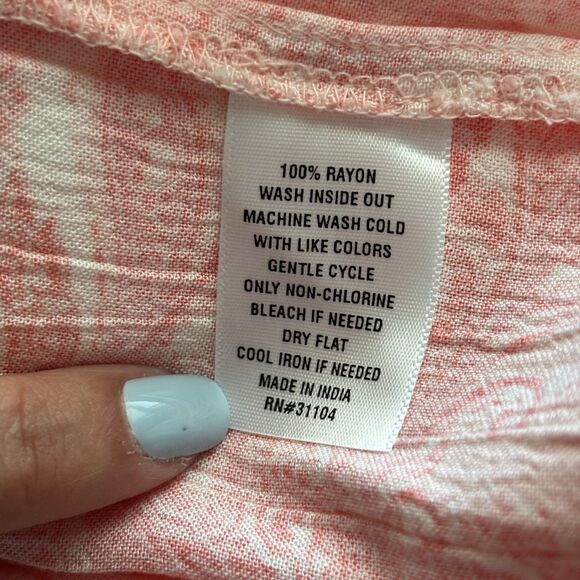 100% RAYON
WASH INSIDE OUT
MACHINE WASH COLD
WITH LIKE COLORS
GENTLE CYCLE
ONLY NON-CHLORINE
BLEACH IF NEEDED
DRY FLAT
COOL IRON IF NEEDED
MADE IN INDIA
RN#31104